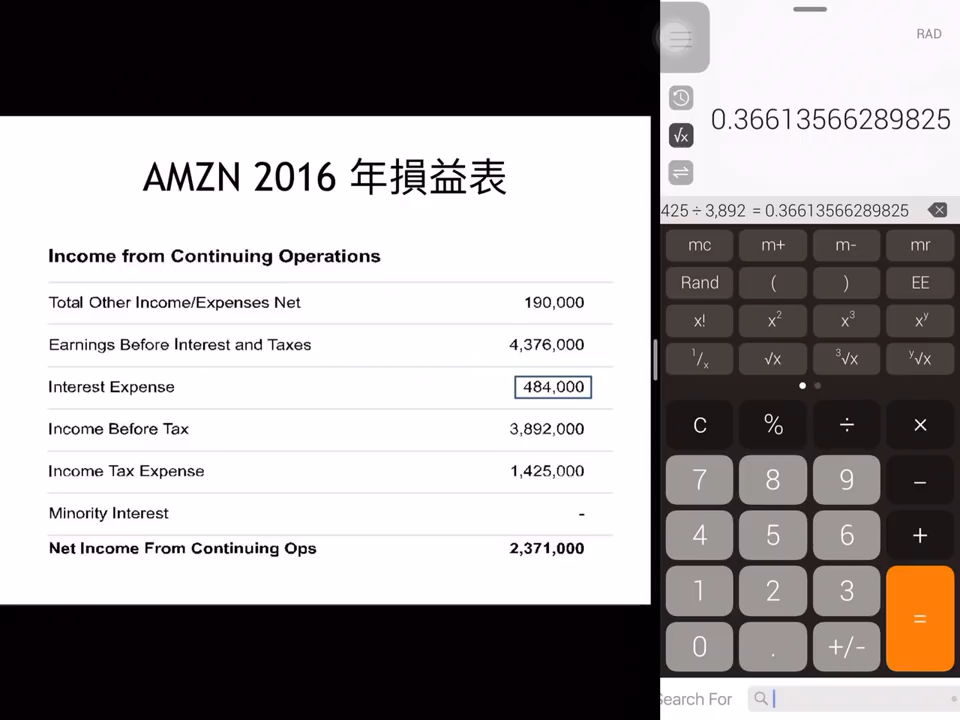 AMZN 2016 年損益表
Income from Continuing Operations
Total Other Income/Expenses Net 190,000
Earnings Before Interest and Taxes 4,376,000
Interest Expense 484,000
Income Before Tax 3,892,000
Income Tax Expense 1,425,000
Minority Interest -
Net Income From Continuing Ops 2,371,000
RAD
√x 0.36613566289825
425 ÷ 3,892 = 0.36613566289825
mc m+ m- mr
Rand ( ) EE
x! x² x³ xʸ
¹/ₓ √x ³√x ʸ√x
C % ÷ ×
7 8 9 −
4 5 6 +
1 2 3
0 . +/- =
earch For